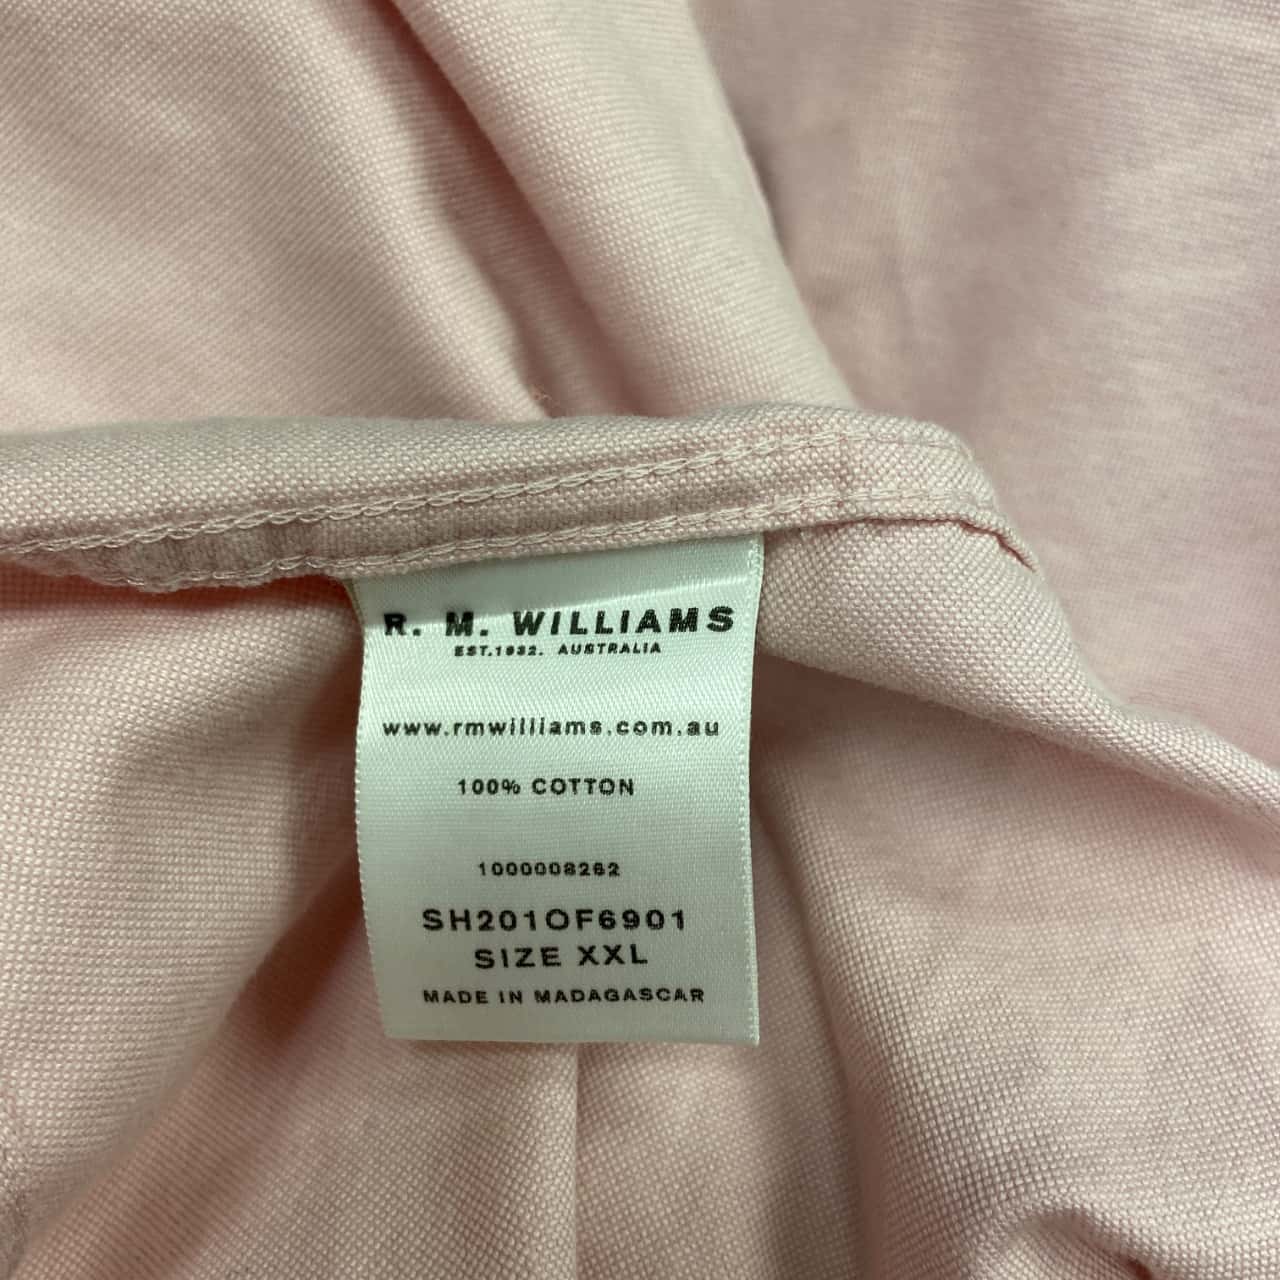 R. M. WILLIAMS
EST.1932. AUSTRALIA
www.rmwilliams.com.au
100% COTTON
1000008262
SH201OF6901
SIZE XXL
MADE IN MADAGASCAR